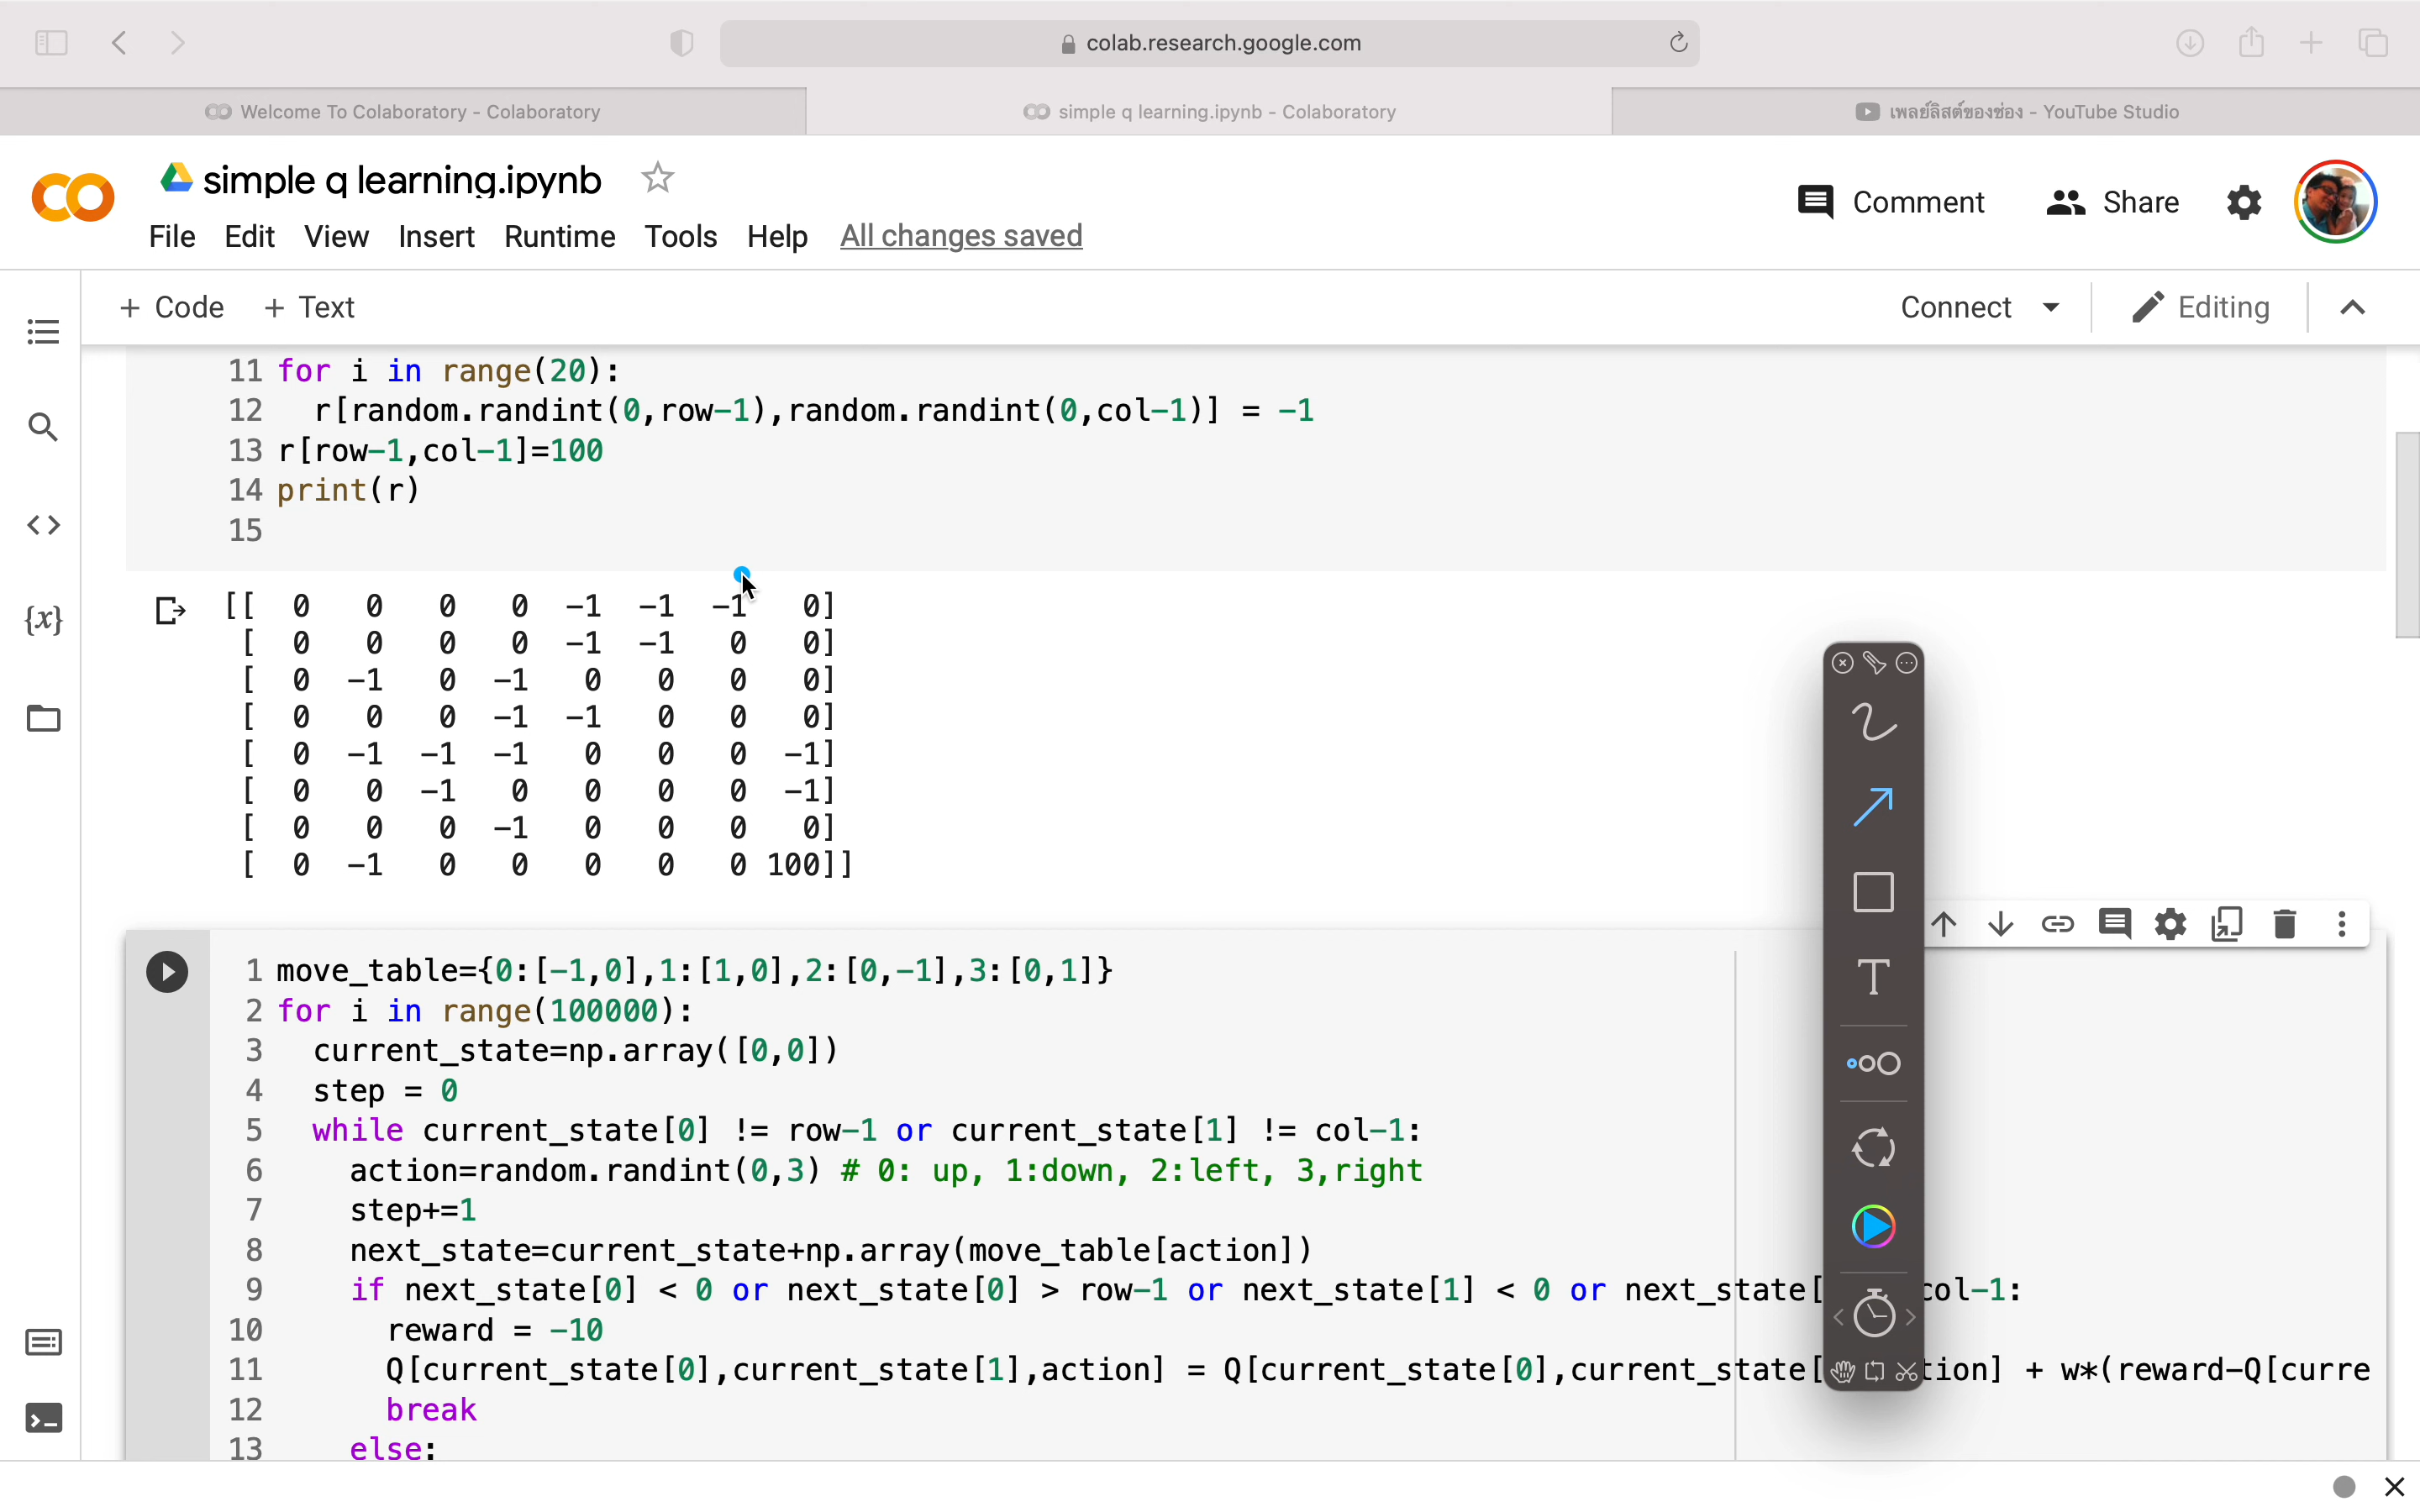 colab.research.google.com
Welcome To Colaboratory - Colaboratory
simple q learning.ipynb - Colaboratory
เพลย์ลิสต์ของช่อง - YouTube Studio
simple q learning.ipynb
Comment
Share
File Edit View Insert Runtime Tools Help All changes saved
+ Code + Text
Connect
Editing
11 for i in range(20):
12   r[random.randint(0,row-1),random.randint(0,col-1)] = -1
13 r[row-1,col-1]=100
14 print(r)
15
[[  0   0   0   0  -1  -1  -1   0]
 [  0   0   0   0  -1  -1   0   0]
 [  0  -1   0  -1   0   0   0   0]
 [  0   0   0  -1  -1   0   0   0]
 [  0  -1  -1  -1   0   0   0  -1]
 [  0   0  -1   0   0   0   0  -1]
 [  0   0   0  -1   0   0   0   0]
 [  0  -1   0   0   0   0   0 100]]
{x}
T
1 move_table={0:[-1,0],1:[1,0],2:[0,-1],3:[0,1]}
2 for i in range(100000):
3   current_state=np.array([0,0])
4   step = 0
5   while current_state[0] != row-1 or current_state[1] != col-1:
6     action=random.randint(0,3) # 0: up, 1:down, 2:left, 3,right
7     step+=1
8     next_state=current_state+np.array(move_table[action])
9     if next_state[0] < 0 or next_state[0] > row-1 or next_state[1] < 0 or next_state[ col-1:
10       reward = -10
11       Q[current_state[0],current_state[1],action] = Q[current_state[0],current_state[ tion] + w*(reward-Q[curre
12       break
13     else: